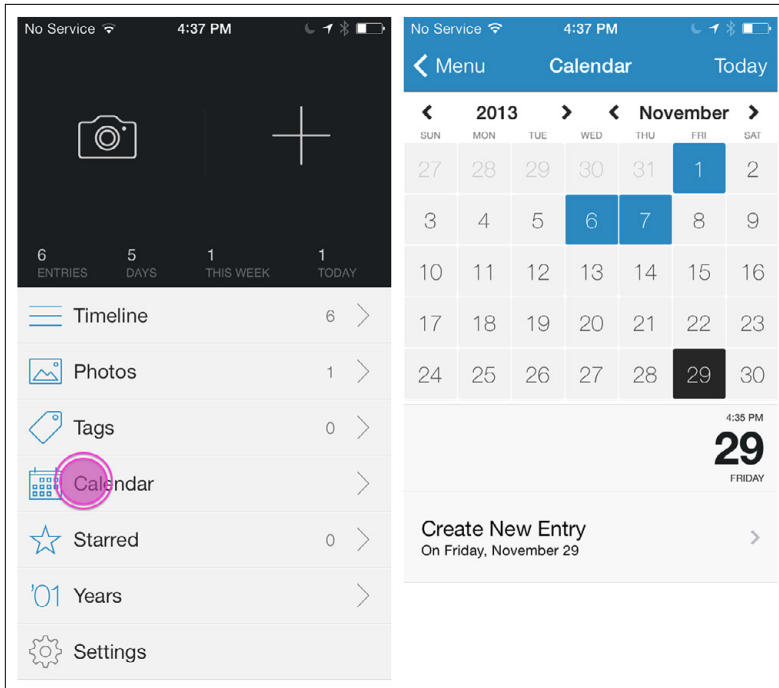 No Service 4:37 PM
6 5 1 1
ENTRIES DAYS THIS WEEK TODAY
Timeline 6
Photos 1
Tags 0
Calendar
Starred 0
'01 Years
Settings
No Service 4:37 PM
Menu Calendar Today
2013 November
SUN MON TUE WED THU FRI SAT
27 28 29 30 31 1 2
3 4 5 6 7 8 9
10 11 12 13 14 15 16
17 18 19 20 21 22 23
24 25 26 27 28 29 30
4:35 PM
29
FRIDAY
Create New Entry
On Friday, November 29